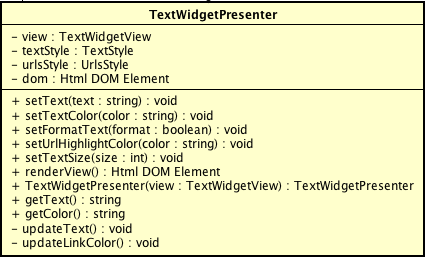 TextWidgetPresenter
- view : TextWidgetView
- textStyle : TextStyle
- urlsStyle : UrlsStyle
- dom : Html DOM Element
+ setText(text : string) : void
+ setTextColor(color : string) : void
+ setFormatText(format : boolean) : void
+ setUrlHighlightColor(color : string) : void
+ setTextSize(size : int) : void
+ renderView() : Html DOM Element
+ TextWidgetPresenter(view : TextWidgetView) : TextWidgetPresenter
+ getText() : string
+ getColor() : string
- updateText() : void
- updateLinkColor() : void